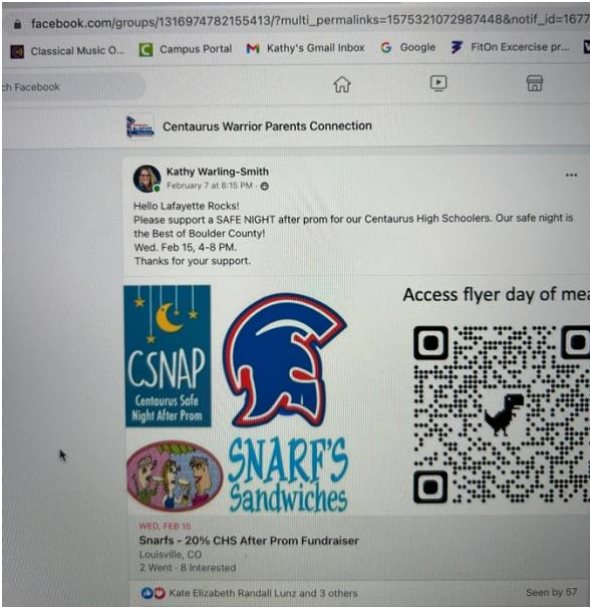 facebook.com/groups/1316974782155413/?multi_permalinks=1575321072987448&notif_id=1677
Classical Music O... Campus Portal Kathy's Gmail Inbox Google FitOn Excercise pr...
ch Facebook
Centaurus Warrior Parents Connection
Kathy Warling-Smith
February 7 at 8:15 PM ·
Hello Lafayette Rocks!
Please support a SAFE NIGHT after prom for our Centaurus High Schoolers. Our safe night is
the Best of Boulder County!
Wed. Feb 15, 4-8 PM.
Thanks for your support.
Access flyer day of mea
CSNAP
Centaurus Safe
Night After Prom
SNARF'S
Sandwiches
WED, FEB 15
Snarfs - 20% CHS After Prom Fundraiser
Louisville, CO
2 Went · 8 Interested
Kate Elizabeth Randall Lunz and 3 others
Seen by 57